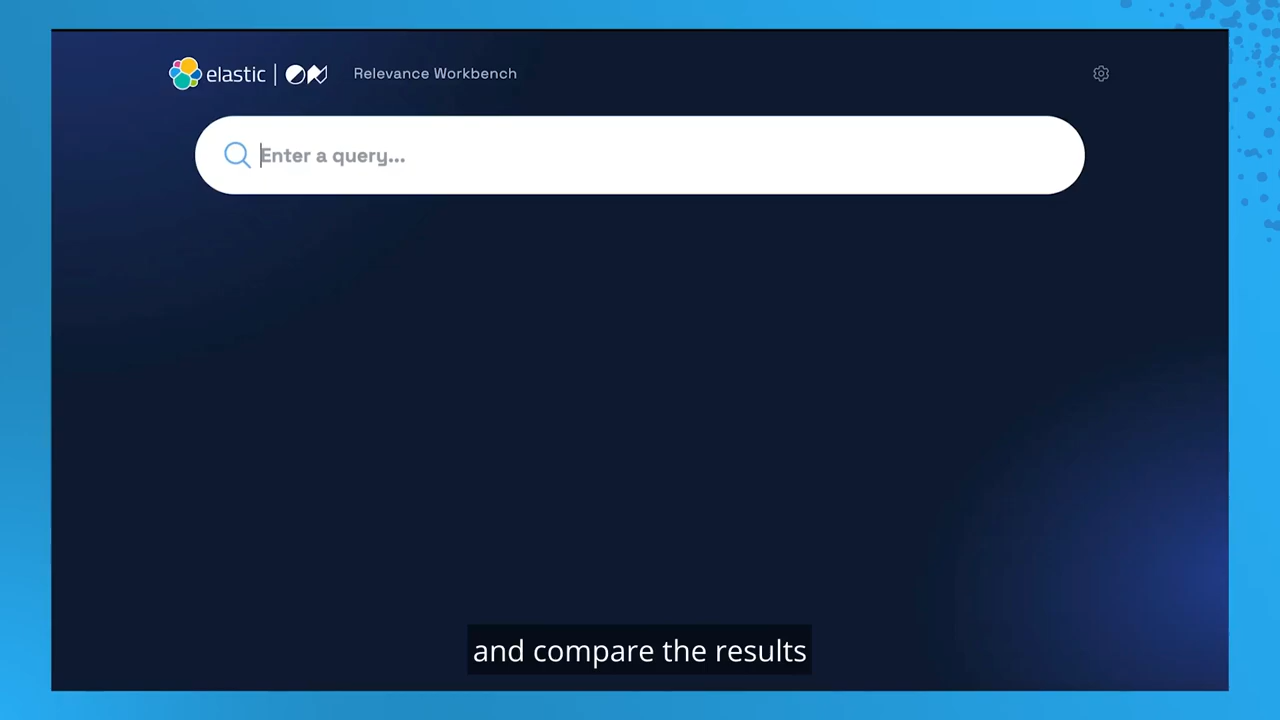 elastic
Relevance Workbench
Enter a query...
and compare the results